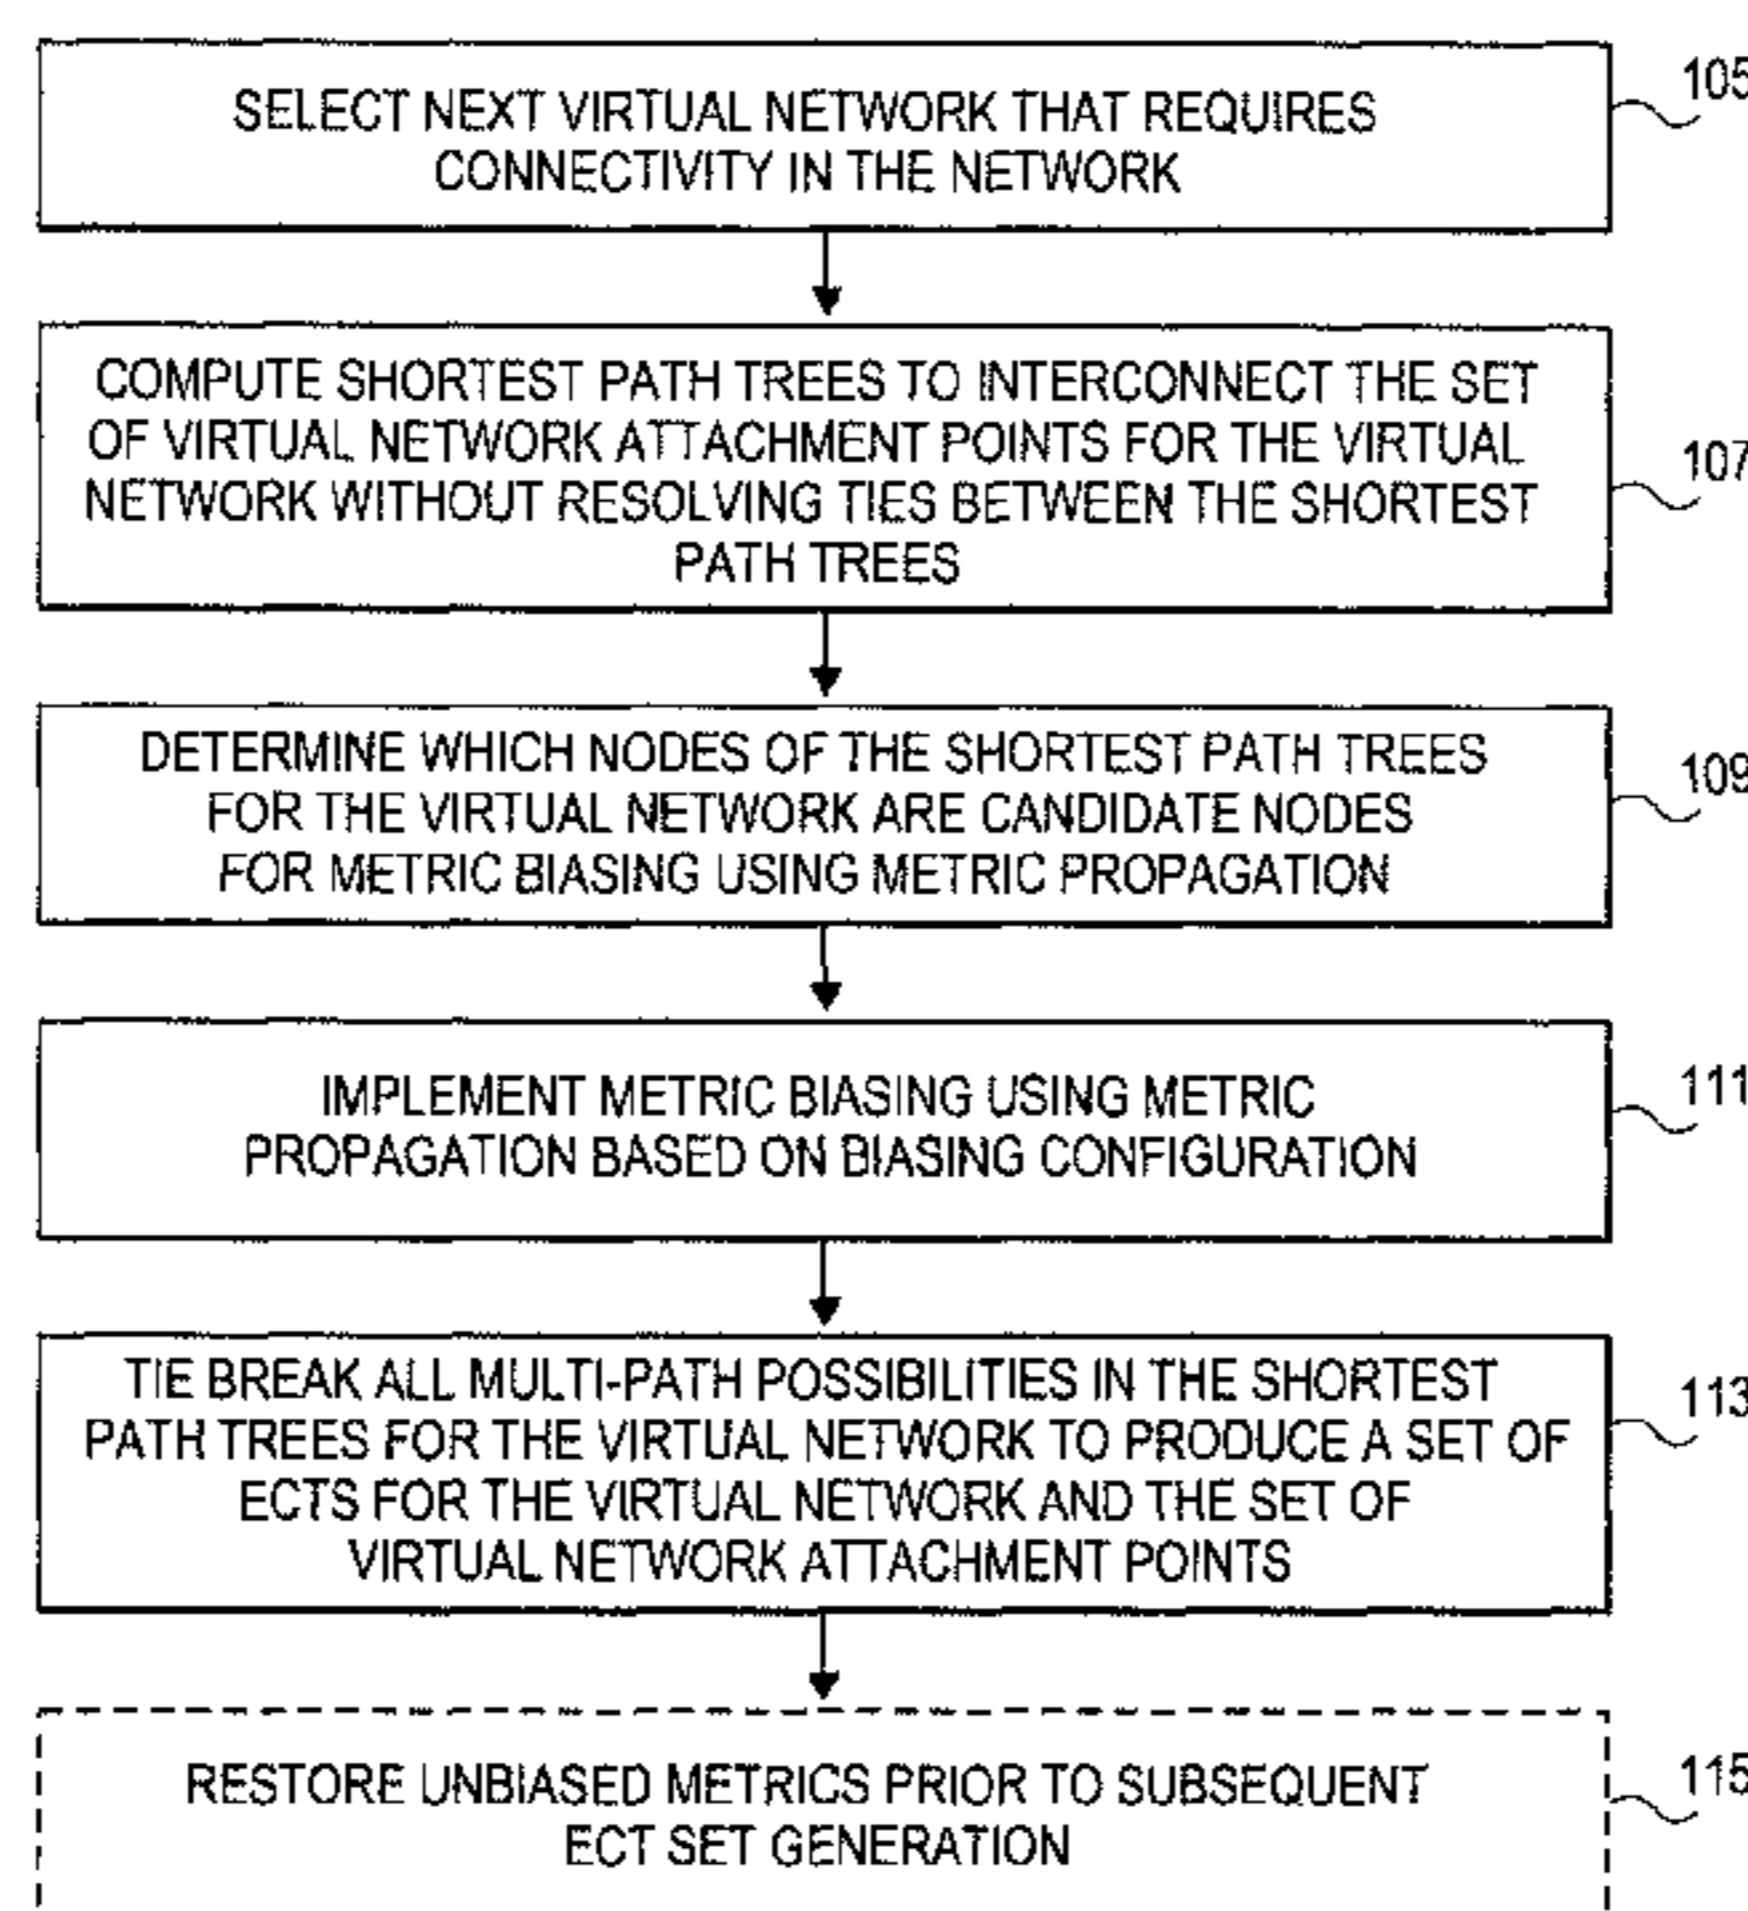 SELECT NEXT VIRTUAL NETWORK THAT REQUIRES
CONNECTIVITY IN THE NETWORK
105
COMPUTE SHORTEST PATH TREES TO INTERCONNECT THE SET
OF VIRTUAL NETWORK ATTACHMENT POINTS FOR THE VIRTUAL
NETWORK WITHOUT RESOLVING TIES BETWEEN THE SHORTEST
PATH TREES
107
DETERMINE WHICH NODES OF THE SHORTEST PATH TREES
FOR THE VIRTUAL NETWORK ARE CANDIDATE NODES
FOR METRIC BIASING USING METRIC PROPAGATION
109
IMPLEMENT METRIC BIASING USING METRIC
PROPAGATION BASED ON BIASING CONFIGURATION
111
TIE BREAK ALL MULTI-PATH POSSIBILITIES IN THE SHORTEST
PATH TREES FOR THE VIRTUAL NETWORK TO PRODUCE A SET OF
ECTS FOR THE VIRTUAL NETWORK AND THE SET OF
VIRTUAL NETWORK ATTACHMENT POINTS
113
RESTORE UNBIASED METRICS PRIOR TO SUBSEQUENT
ECT SET GENERATION
115